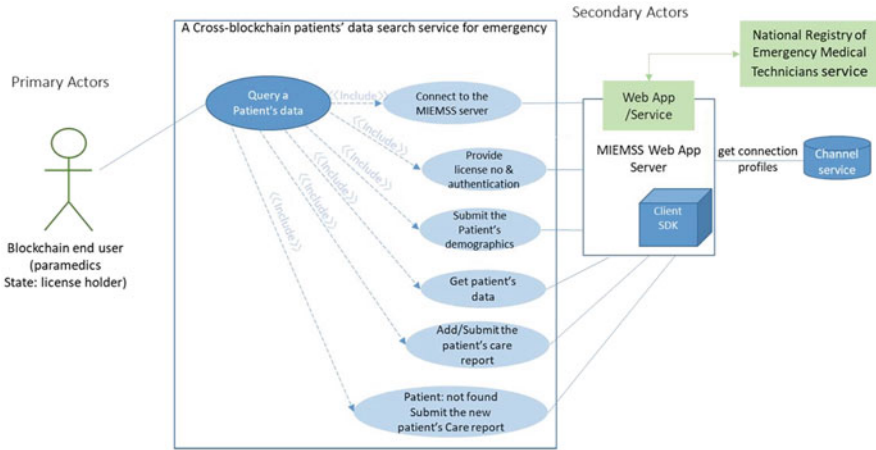 Secondary Actors
A Cross-blockchain patients' data search service for emergency
National Registry of
Emergency Medical
Technicians service
Primary Actors
Query a
Patient's data
<<Include>>
Connect to the
MIEMSS server
Web App
/Service
<<Include>>
<<Include>>
<<Include>>
<<Include>>
<<Include>>
Provide
license no &
authentication
MIEMSS Web App
Server
get connection
profiles
Channel
service
Submit the
Patient's
demographics
Client
SDK
Blockchain end user
(paramedics
State: license holder)
Get patient's
data
Add/Submit the
patient's care
report
Patient: not found
Submit the new
patient's Care report